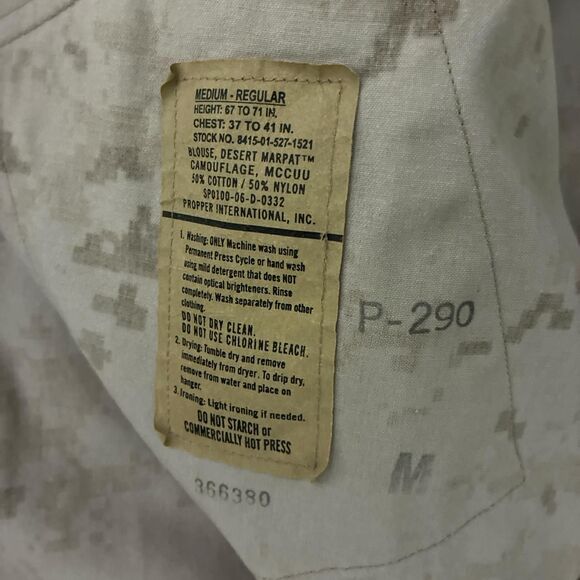 MEDIUM - REGULAR
HEIGHT: 67 TO 71 IN.
CHEST: 37 TO 41 IN.
STOCK NO. 8415-01-527-1521
BLOUSE, DESERT MARPAT™
CAMOUFLAGE, MCCUU
50% COTTON / 50% NYLON
SP0100-06-D-0332
PROPPER INTERNATIONAL, INC.
1. Washing: ONLY Machine wash using
Permanent Press Cycle or hand wash
using mild detergent that does NOT
contain optical brighteners. Rinse
completely. Wash separately from other
clothing.
DO NOT DRY CLEAN.
DO NOT USE CHLORINE BLEACH.
2. Drying: Tumble dry and remove
immediately from dryer. To drip dry,
remove from water and place on
hanger.
3. Ironing: Light ironing if needed.
DO NOT STARCH or
COMMERCIALLY HOT PRESS
P-290
M
366380